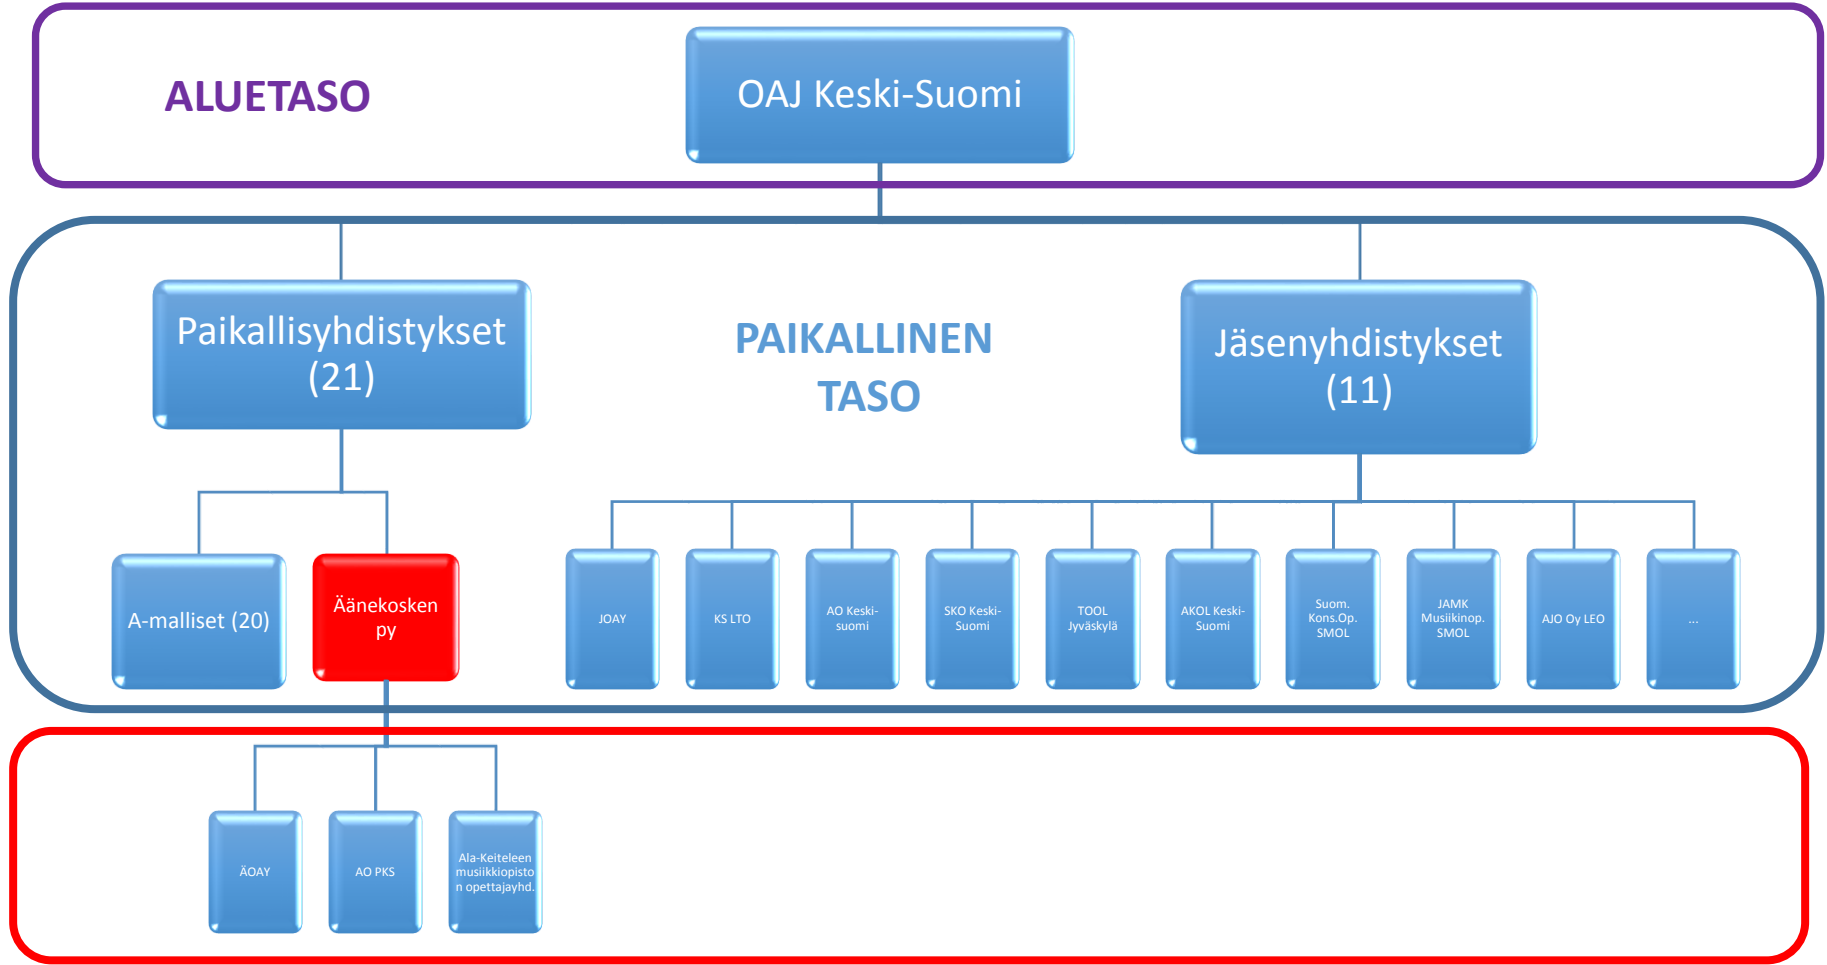 ALUETASO
OAJ Keski-Suomi
Paikallisyhdistykset
(21)
PAIKALLINEN
TASO
Jäsenyhdistykset
(11)
A-malliset (20)
Äänekosken
py
JOAY
KS LTO
AO Keski-
suomi
SKO Keski-
Suomi
TOOL
Jyväskylä
AKOL Keski-
Suomi
Suom.
Kons.Op.
SMOL
JAMK
Musiikinop.
SMOL
AJO Oy LEO
...
ÄOAY
AO PKS
Ala-Keiteleen
musiikkiopisto
n opettajayhd.